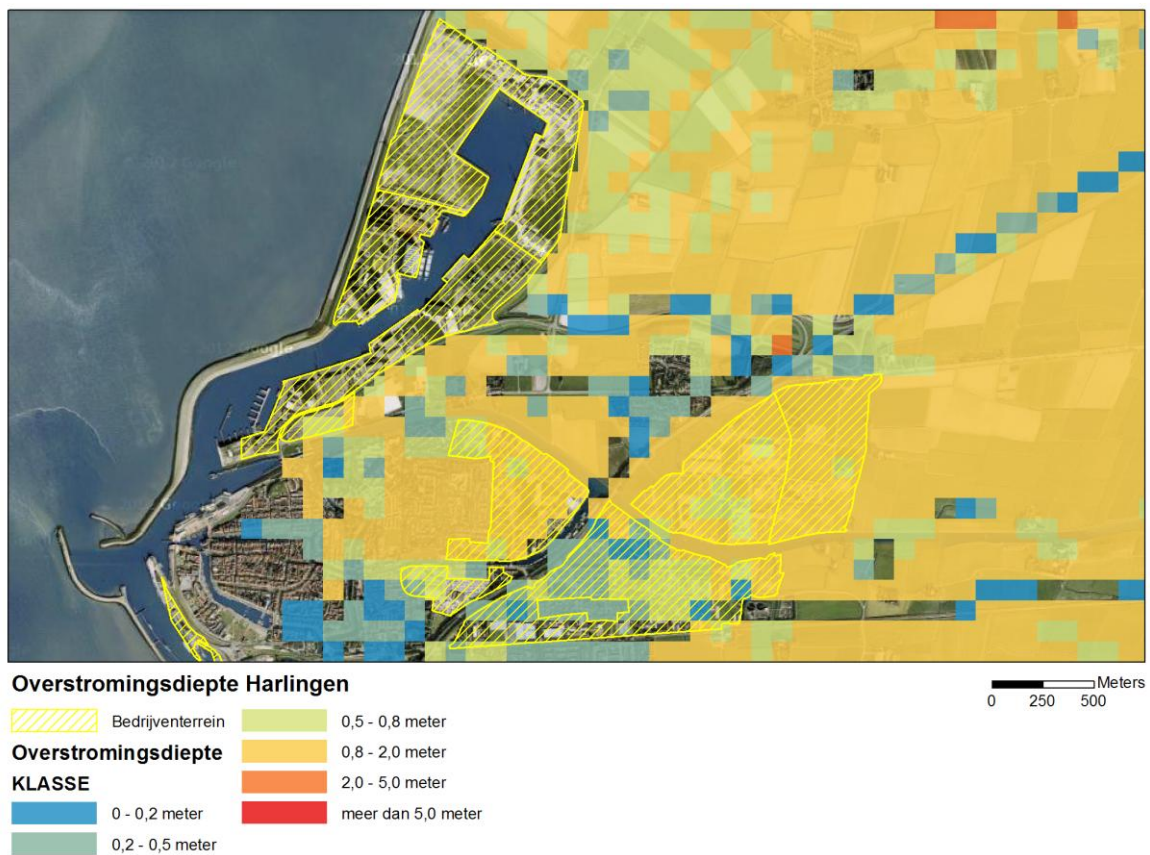 Overstromingsdiepte Harlingen
Bedrijventerrein
Overstromingsdiepte
KLASSE
0 - 0,2 meter
0,2 - 0,5 meter
0,5 - 0,8 meter
0,8 - 2,0 meter
2,0 - 5,0 meter
meer dan 5,0 meter
Meters
0 250 500